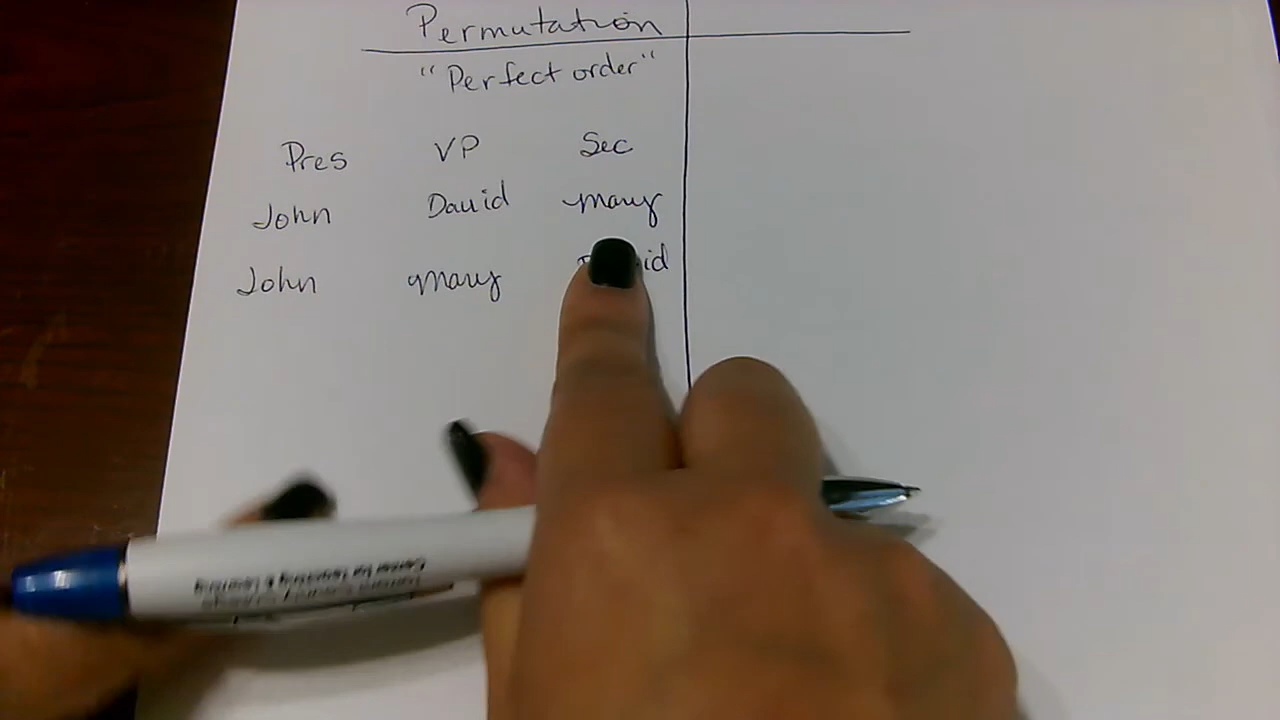 Permutation
"Perfect order"
Pres VP Sec
John David Mary
John Mary